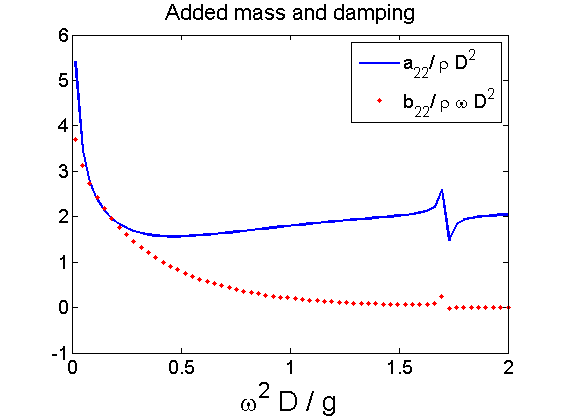 Added mass and damping
6
5
4
3
2
1
0
-1
a₂₂/ ρ D²
b₂₂/ ρ ω D²
0 0.5 1 1.5 2
ω² D / g